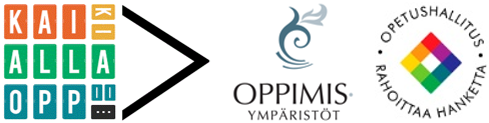 KAI KI
ALLA
OPP II...
OPPIMIS®
YMPÄRISTÖT
• OPETUSHALLITUS •
RAHOITTAA HANKETTA